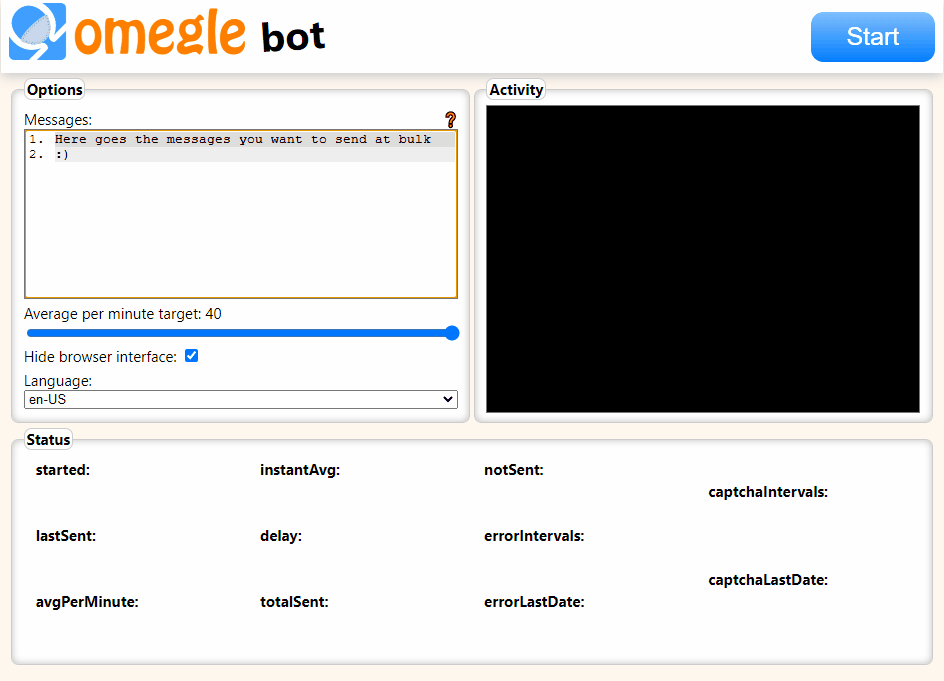 omegle bot
Start
Options
Messages:
?
1. Here goes the messages you want to send at bulk
2. :)
Average per minute target: 40
Hide browser interface:
Language:
en-US
Activity
Status
started:
instantAvg:
notSent:
captchaIntervals:
lastSent:
delay:
errorIntervals:
captchaLastDate:
avgPerMinute:
totalSent:
errorLastDate: